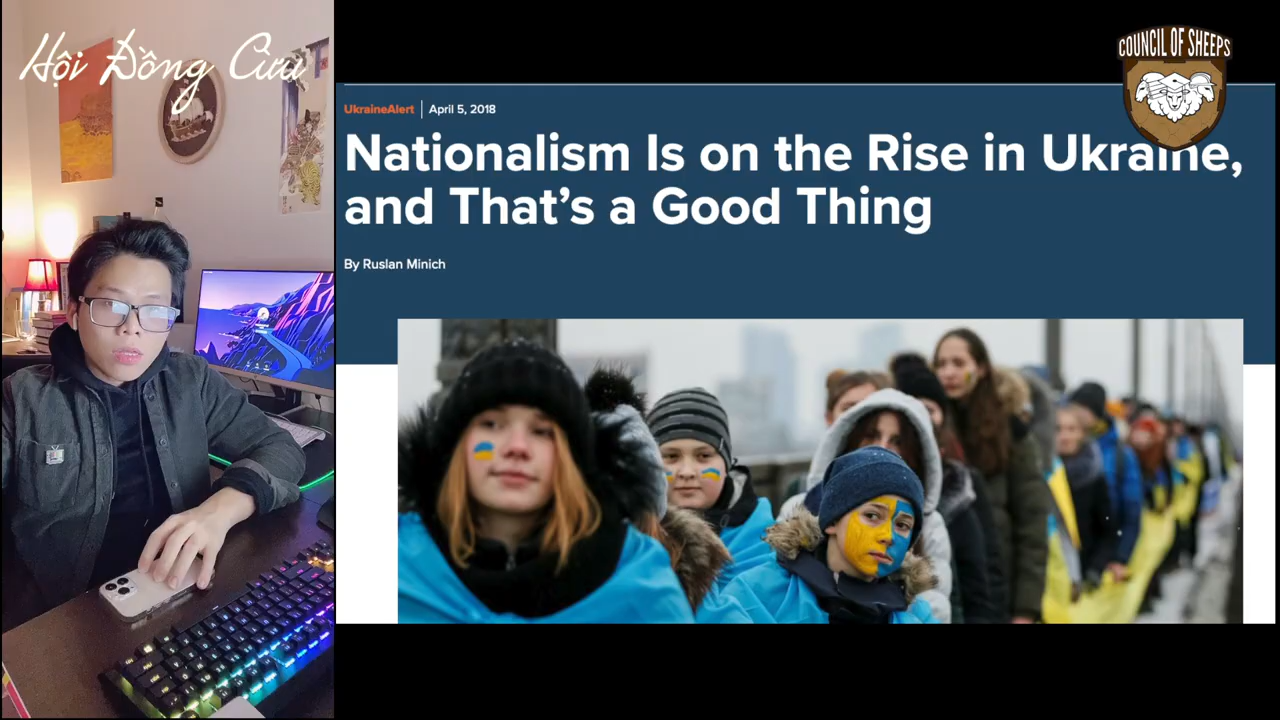 Hội Đồng Cừu
COUNCIL OF SHEEPS
UkraineAlert | April 5, 2018
Nationalism Is on the Rise in Ukraine,
and That's a Good Thing
By Ruslan Minich